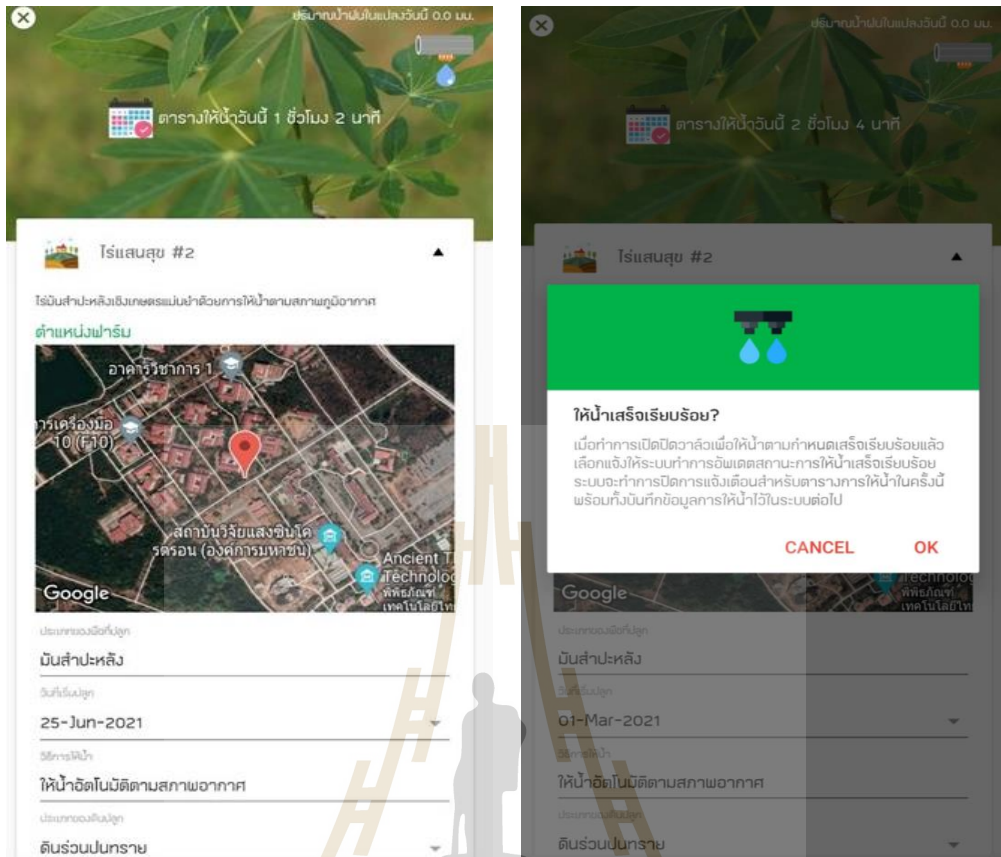 ปริมาณน้ำฝนในแปลงวันนี้ 0.0 มม.
ตารางให้น้ำวันนี้ 1 ชั่วโมง 2 นาที
ไร่แสนสุข #2
ไร่มันสำปะหลังเชิงเกษตรแม่นยำด้วยการให้น้ำตามสภาพภูมิอากาศ
ตำแหน่งฟาร์ม
อาคารวิชาการ 1
ารเครื่องมือ
10 (F10)
สถาบันวิจัยแสงซินโค
รตรอน (องค์การมหาชน)
Ancient T
Technolog
พิพิธภัณฑ์
เทคโนโลยีไท
Google
ประเภทของพืชที่ปลูก
มันสำปะหลัง
วันที่เริ่มปลูก
25-Jun-2021
วิธีการให้น้ำ
ให้น้ำอัตโนมัติตามสภาพอากาศ
ประเภทของดินปลูก
ดินร่วนปนทราย
ปริมาณน้ำฝนในแปลงวันนี้ 0.0 มม.
ตารางให้น้ำวันนี้ 2 ชั่วโมง 4 นาที
ไร่แสนสุข #2
ให้น้ำเสร็จเรียบร้อย?
เมื่อทำการเปิดปิดวาล์วเพื่อให้น้ำตามกำหนดเสร็จเรียบร้อยแล้ว
เลือกแจ้งให้ระบบทำการอัพเดตสถานะการให้น้ำเสร็จเรียบร้อย
ระบบจะทำการปิดการแจ้งเตือนสำหรับตารางการให้น้ำในครั้งนี้
พร้อมทั้งบันทึกข้อมูลการให้น้ำไว้ในระบบต่อไป
CANCEL OK
Technolog
พิพิธภัณฑ์
เทคโนโลยีไท
Google
ประเภทของพืชที่ปลูก
มันสำปะหลัง
วันที่เริ่มปลูก
01-Mar-2021
วิธีการให้น้ำ
ให้น้ำอัตโนมัติตามสภาพอากาศ
ประเภทของดินปลูก
ดินร่วนปนทราย